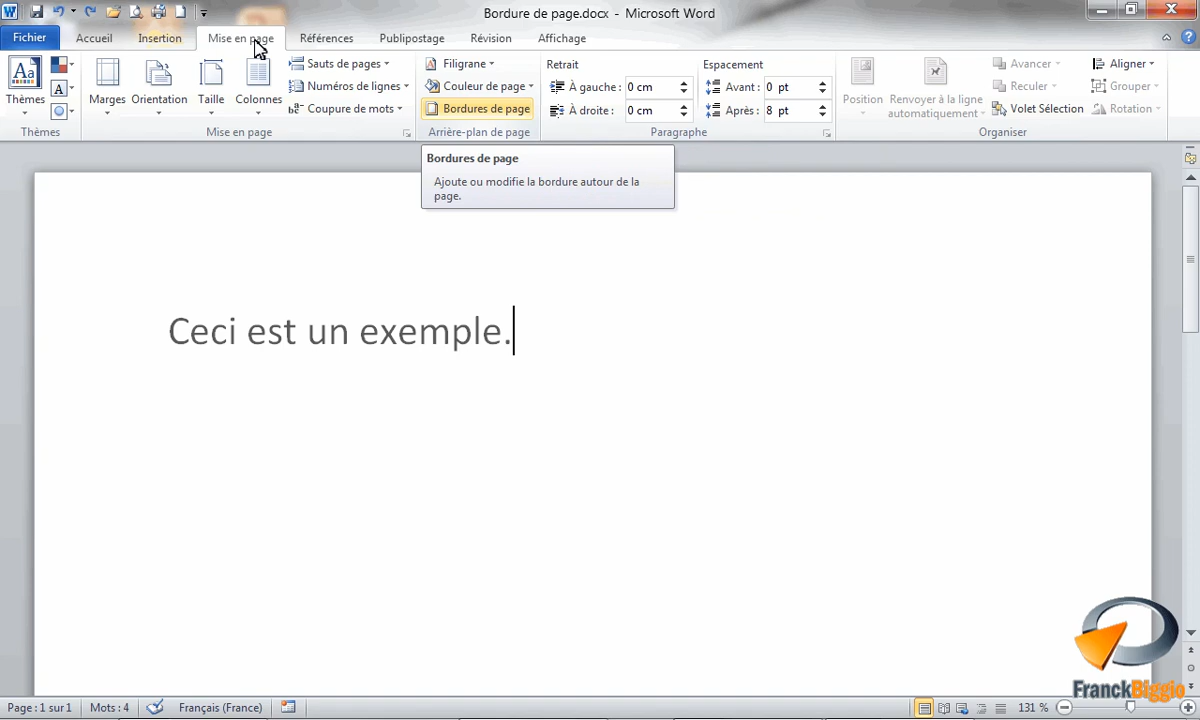 Bordure de page.docx - Microsoft Word
Fichier Accueil Insertion Mise en page Références Publipostage Révision Affichage
Thèmes
Marges
Orientation
Taille
Colonnes
Sauts de pages
Numéros de lignes
Coupure de mots
Filigrane
Couleur de page
Bordures de page
Retrait
À gauche : 0 cm
À droite : 0 cm
Espacement
Avant : 0 pt
Après : 8 pt
Position
Renvoyer à la ligne
automatiquement
Avancer
Reculer
Volet Sélection
Aligner
Grouper
Rotation
Thèmes Mise en page Arrière-plan de page Paragraphe Organiser
Bordures de page
Ajoute ou modifie la bordure autour de la
page.
Ceci est un exemple.
FranckBiggio
Page : 1 sur 1 Mots : 4 Français (France) 131 %